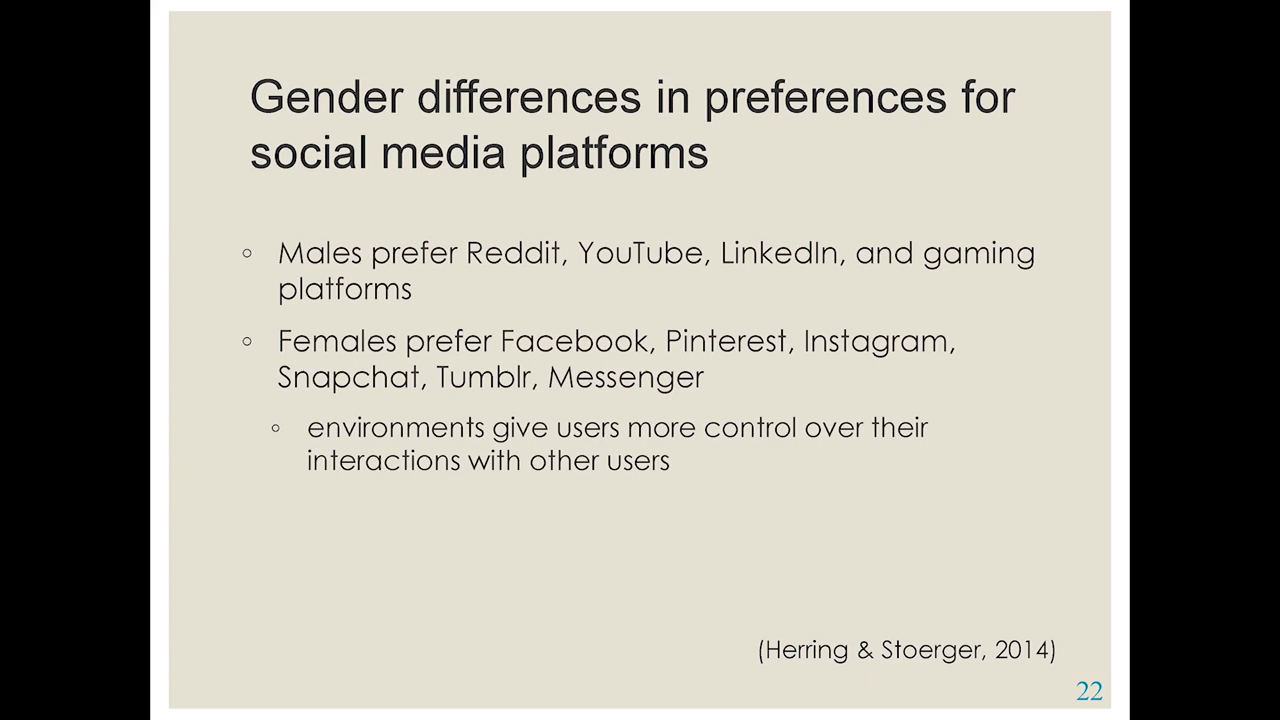 Gender differences in preferences for
social media platforms
◦ Males prefer Reddit, YouTube, LinkedIn, and gaming
platforms
◦ Females prefer Facebook, Pinterest, Instagram,
Snapchat, Tumblr, Messenger
◦ environments give users more control over their
interactions with other users
(Herring & Stoerger, 2014)
22